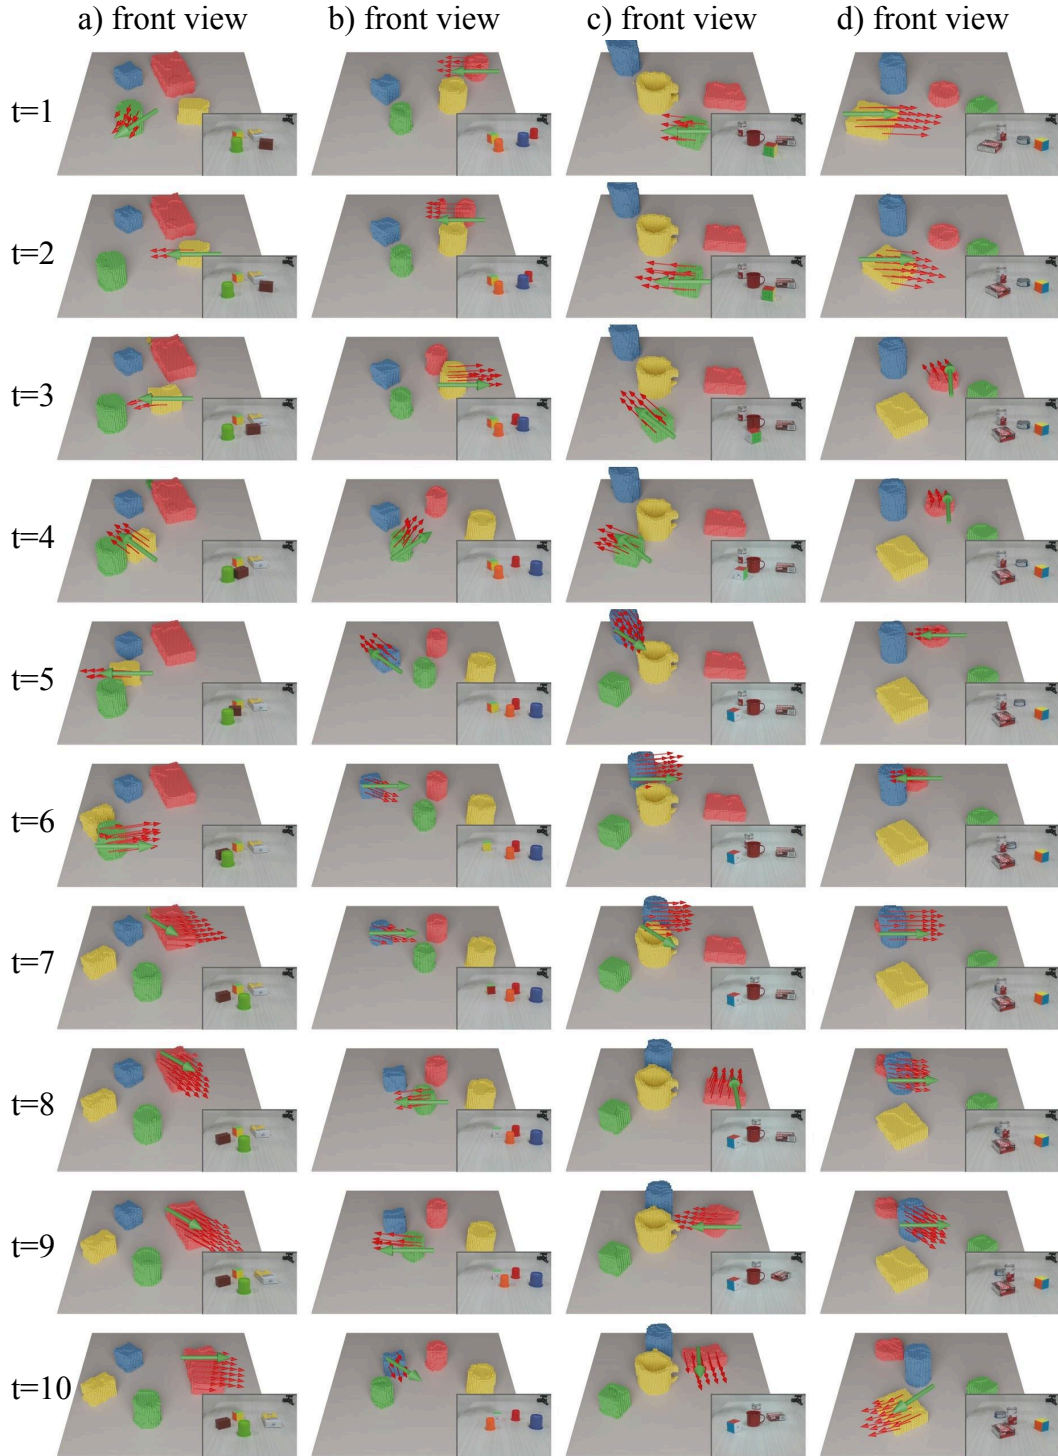 a) front view b) front view c) front view d) front view
t=1
t=2
t=3
t=4
t=5
t=6
t=7
t=8
t=9
t=10